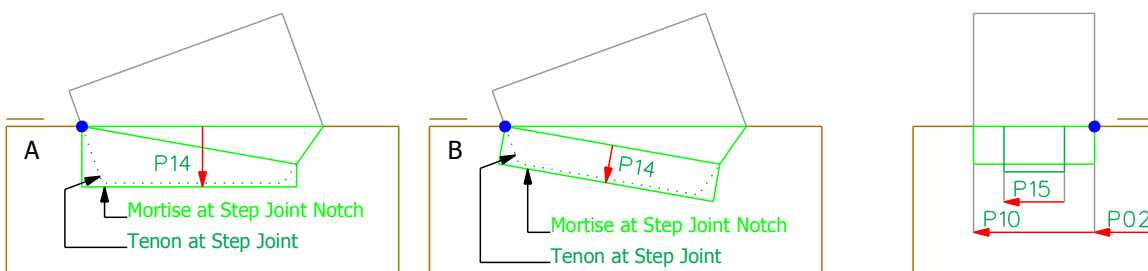 A
P14
Mortise at Step Joint Notch
Tenon at Step Joint
B
P14
Mortise at Step Joint Notch
Tenon at Step Joint
P15
P10
P02